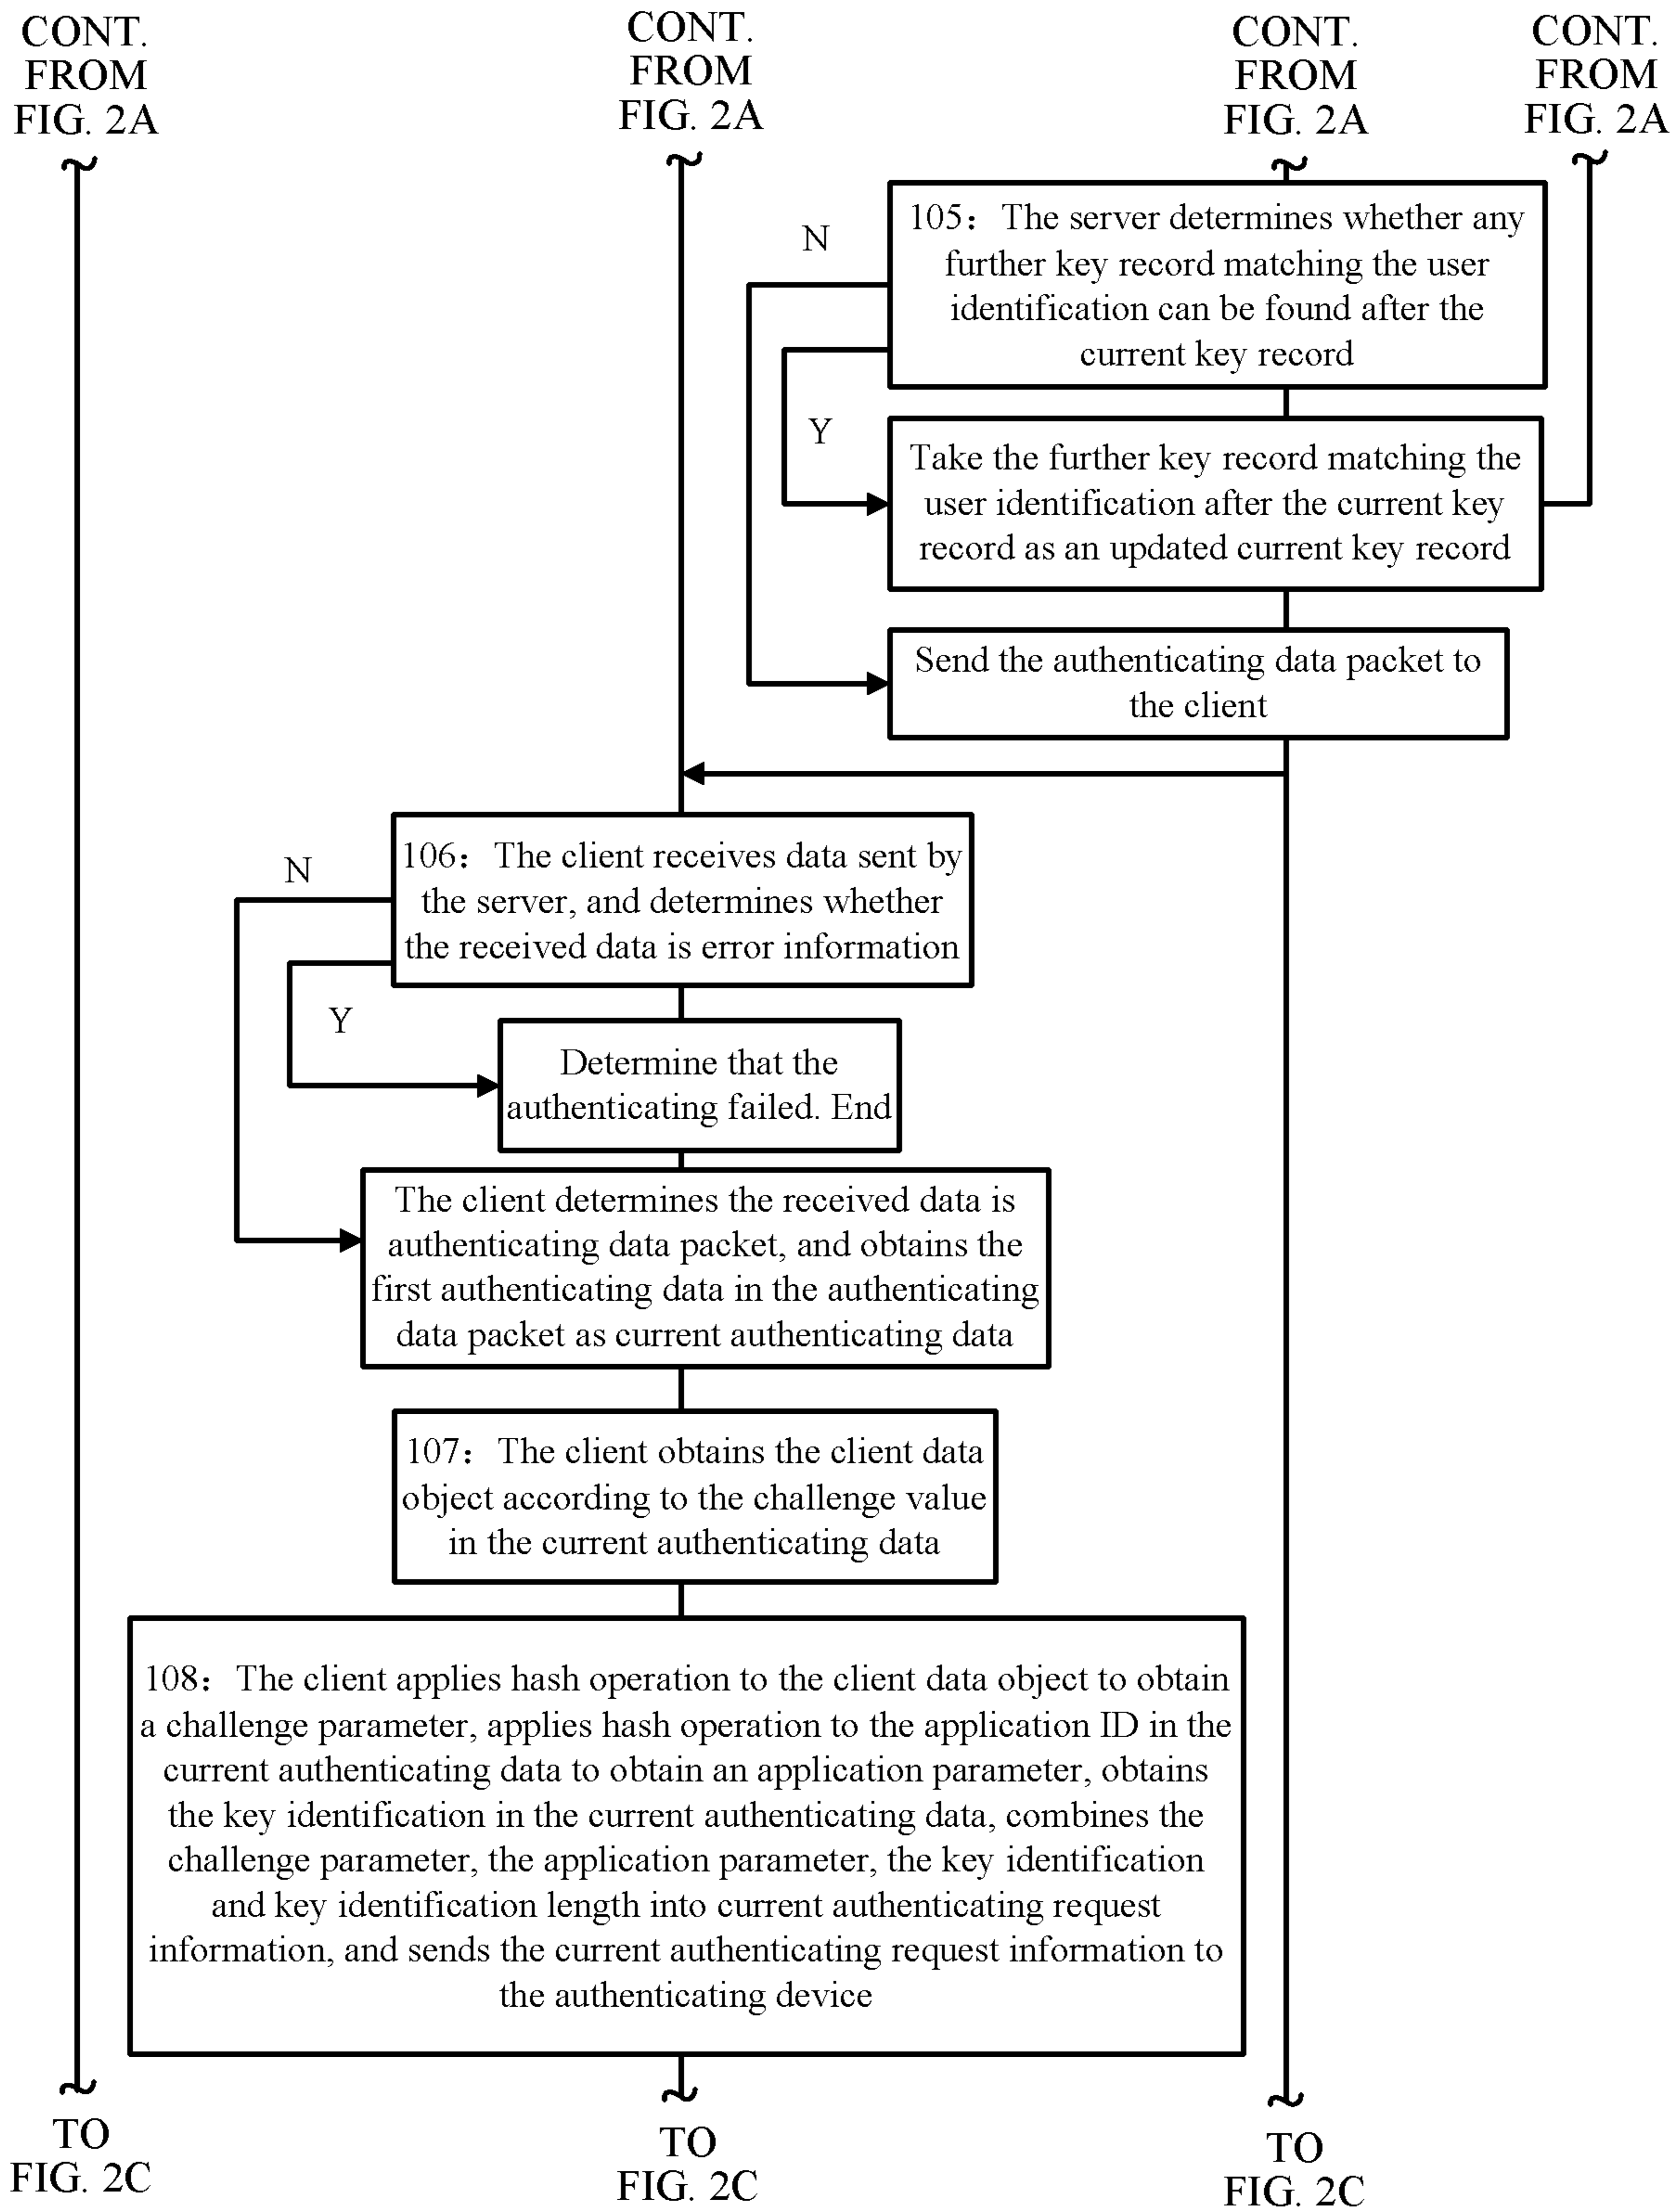 CONT.
FROM
FIG. 2A
CONT.
FROM
FIG. 2A
CONT.
FROM
FIG. 2A
CONT.
FROM
FIG. 2A
105：The server determines whether any
further key record matching the user
identification can be found after the
current key record
N
Y
Take the further key record matching the
user identification after the current key
record as an updated current key record
Send the authenticating data packet to
the client
106：The client receives data sent by
the server, and determines whether
the received data is error information
N
Y
Determine that the
authenticating failed. End
The client determines the received data is
authenticating data packet, and obtains the
first authenticating data in the authenticating
data packet as current authenticating data
107：The client obtains the client data
object according to the challenge value
in the current authenticating data
108：The client applies hash operation to the client data object to obtain
a challenge parameter, applies hash operation to the application ID in the
current authenticating data to obtain an application parameter, obtains
the key identification in the current authenticating data, combines the
challenge parameter, the application parameter, the key identification
and key identification length into current authenticating request
information, and sends the current authenticating request information to
the authenticating device
TO
FIG. 2C
TO
FIG. 2C
TO
FIG. 2C